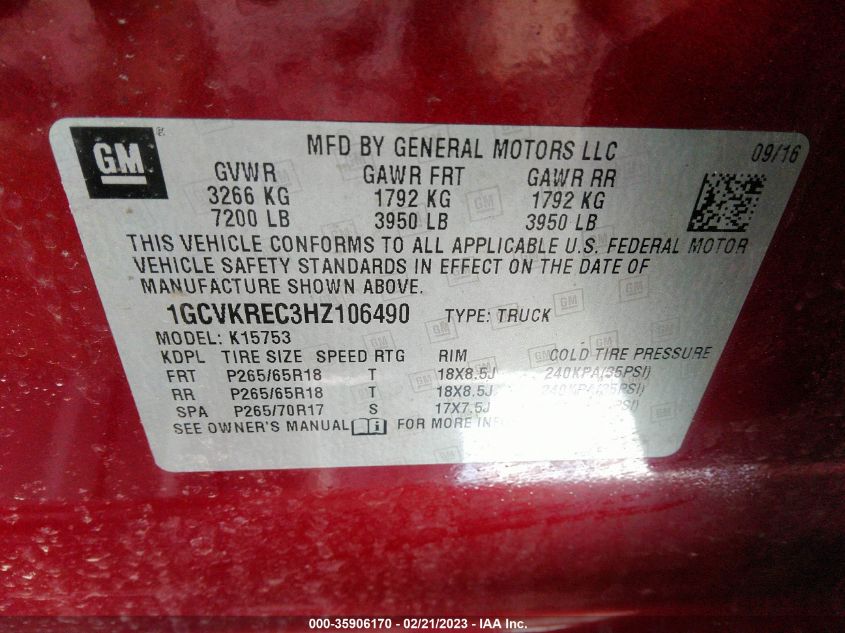 GM
MFD BY GENERAL MOTORS LLC 09/16
GVWR GAWR FRT GAWR RR
3266 KG 1792 KG 1792 KG
7200 LB 3950 LB 3950 LB
THIS VEHICLE CONFORMS TO ALL APPLICABLE U.S. FEDERAL MOTOR
VEHICLE SAFETY STANDARDS IN EFFECT ON THE DATE OF
MANUFACTURE SHOWN ABOVE.
1GCVKREC3HZ106490 TYPE: TRUCK
MODEL: K15753
KDPL TIRE SIZE SPEED RTG RIM COLD TIRE PRESSURE
FRT P265/65R18 T 18X8.5J 240KPA(35PSI)
RR P265/65R18 T 18X8.5J 240KPA(35PSI)
SPA P265/70R17 S 17X7.5J
SEE OWNER'S MANUAL FOR MORE
000-35906170 - 02/21/2023 - IAA Inc.